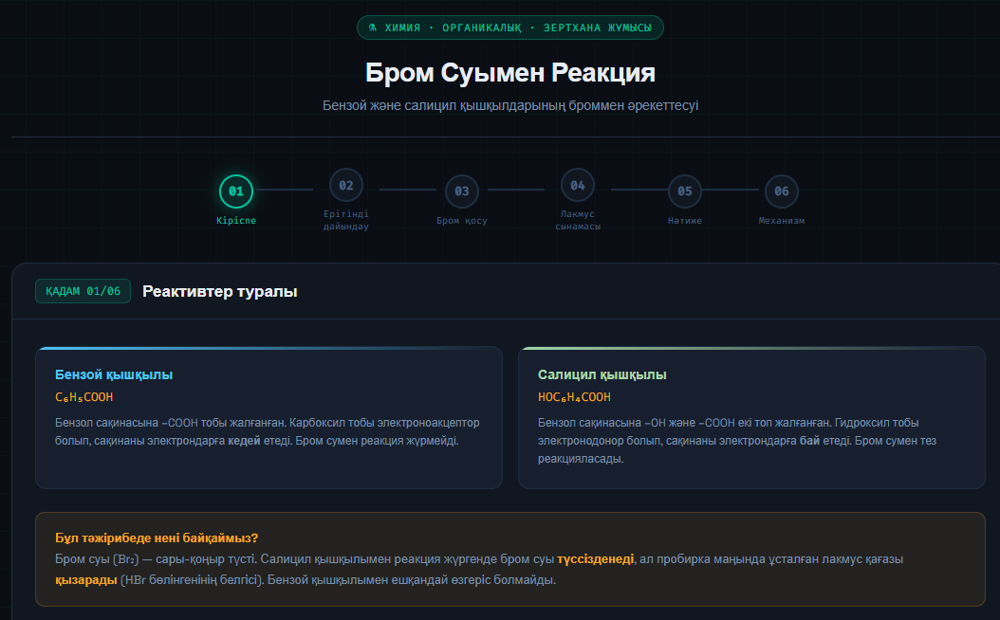 ⚗ ХИМИЯ · ОРГАНИКАЛЫҚ · ЗЕРТХАНА ЖҰМЫСЫ
Бром Суымен Реакция
Бензой және салицил қышқылдарының броммен әрекеттесуі
01
Кіріспе
02
Ерітінді
дайындау
03
Бром қосу
04
Лакмус
сынамасы
05
Нәтиже
06
Механизм
ҚАДАМ 01/06
Реактивтер туралы
Бензой қышқылы
C₆H₅COOH
Бензол сақинасына –COOH тобы жалғанған. Карбоксил тобы электроноакцептор
болып, сақинаны электрондарға кедей етеді. Бром сумен реакция жүрмейді.
Салицил қышқылы
HOC₆H₄COOH
Бензол сақинасына –OH және –COOH екі топ жалғанған. Гидроксил тобы
электронодонор болып, сақинаны электрондарға бай етеді. Бром сумен тез
реакцияласады.
Бұл тәжірибеде нені байқаймыз?
Бром суы (Br₂) — сары-қоңыр түсті. Салицил қышқылымен реакция жүргенде бром суы түссізденеді, ал пробирка маңында ұсталған лакмус қағазы
қызарады (HBr бөлінгенінің белгісі). Бензой қышқылымен ешқандай өзгеріс болмайды.